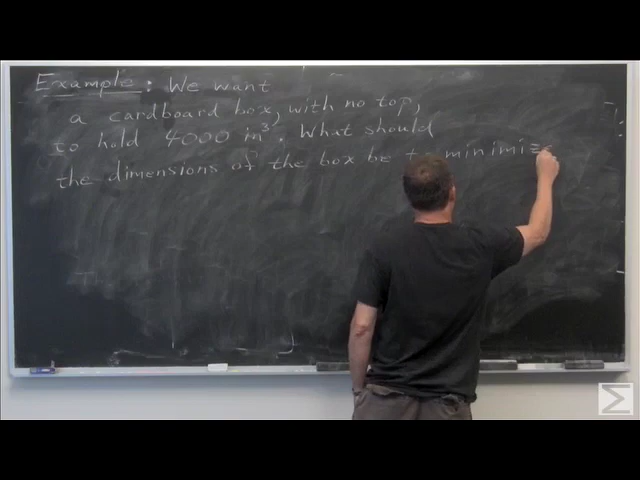 Example: We want
a cardboard box, with no top,
to hold 4000 in³. What should
the dimensions of the box be to minimize
Σ